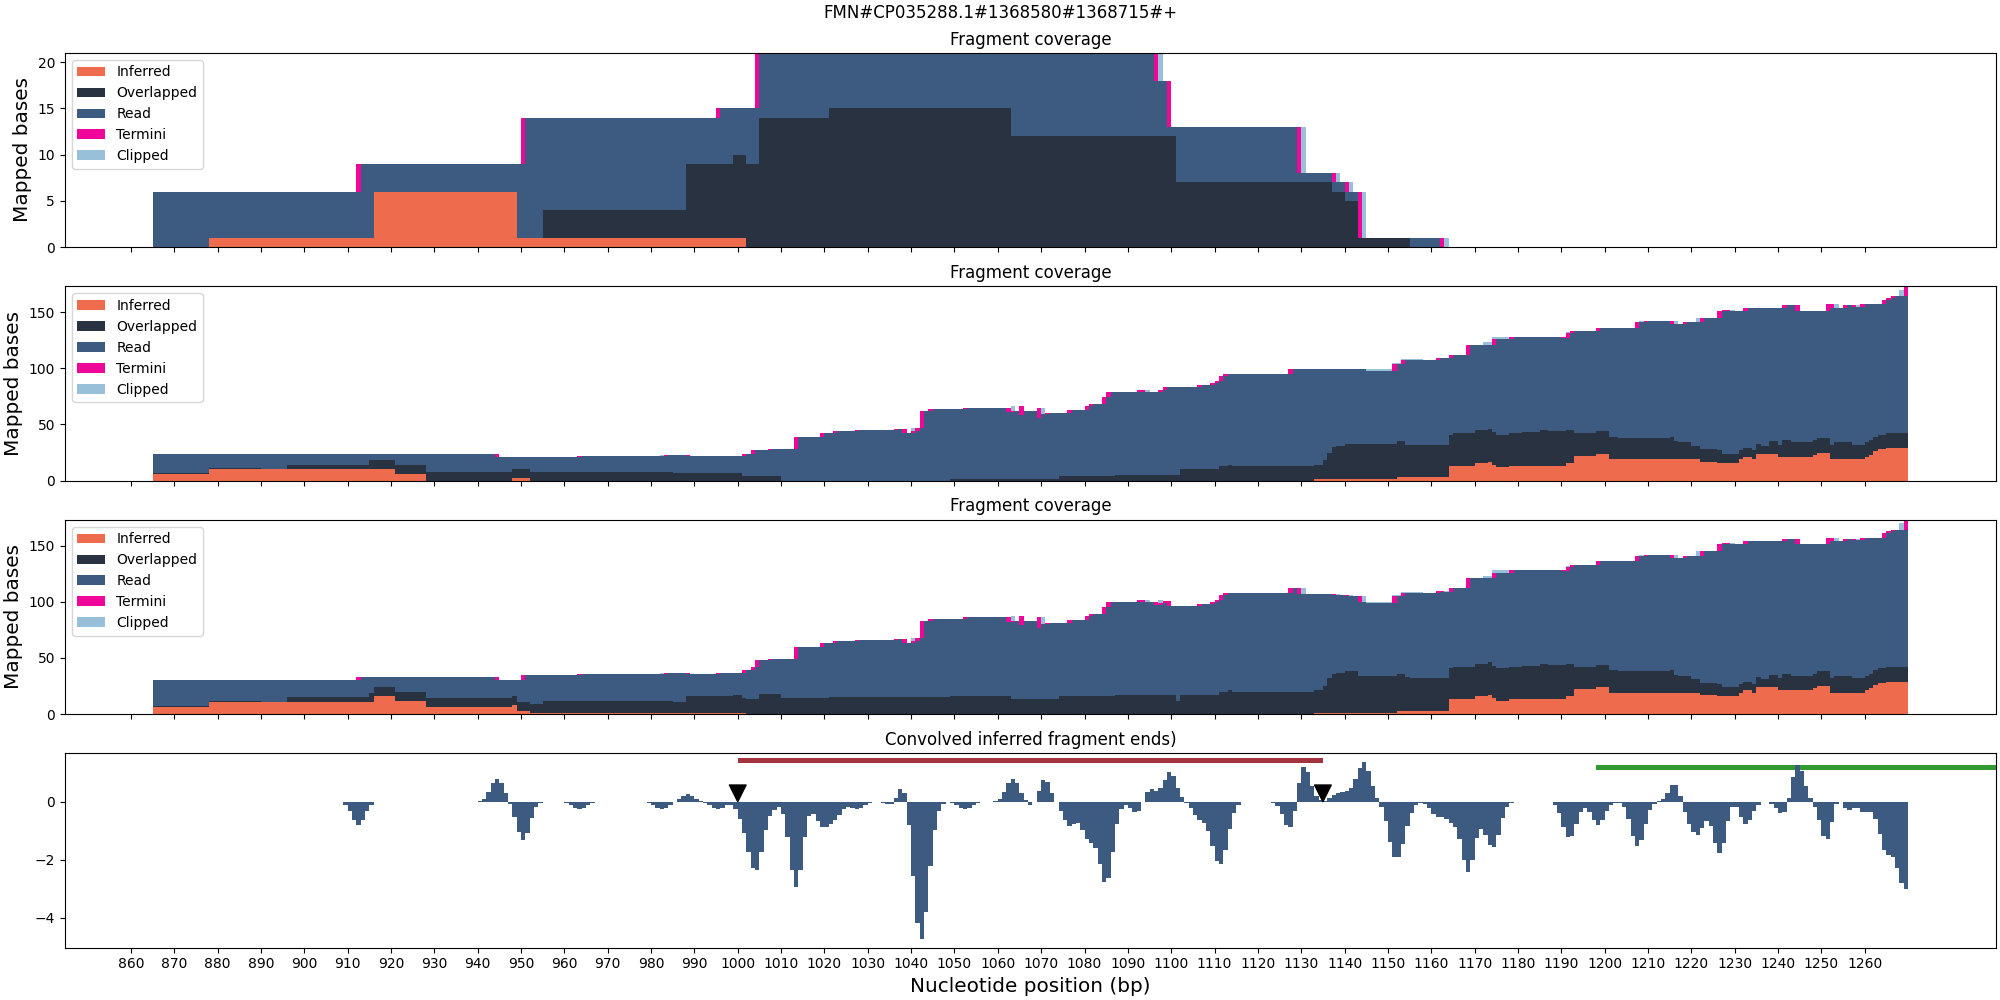 FMN#CP035288.1#1368580#1368715#+
Fragment coverage
Mapped bases
20
15
10
5
0
Inferred
Overlapped
Read
Termini
Clipped
Fragment coverage
Mapped bases
150
100
50
0
Inferred
Overlapped
Read
Termini
Clipped
Fragment coverage
Mapped bases
150
100
50
0
Inferred
Overlapped
Read
Termini
Clipped
Convolved inferred fragment ends)
0
−2
−4
860 870 880 890 900 910 920 930 940 950 960 970 980 990 1000 1010 1020 1030 1040 1050 1060 1070 1080 1090 1100 1110 1120 1130 1140 1150 1160 1170 1180 1190 1200 1210 1220 1230 1240 1250 1260
Nucleotide position (bp)